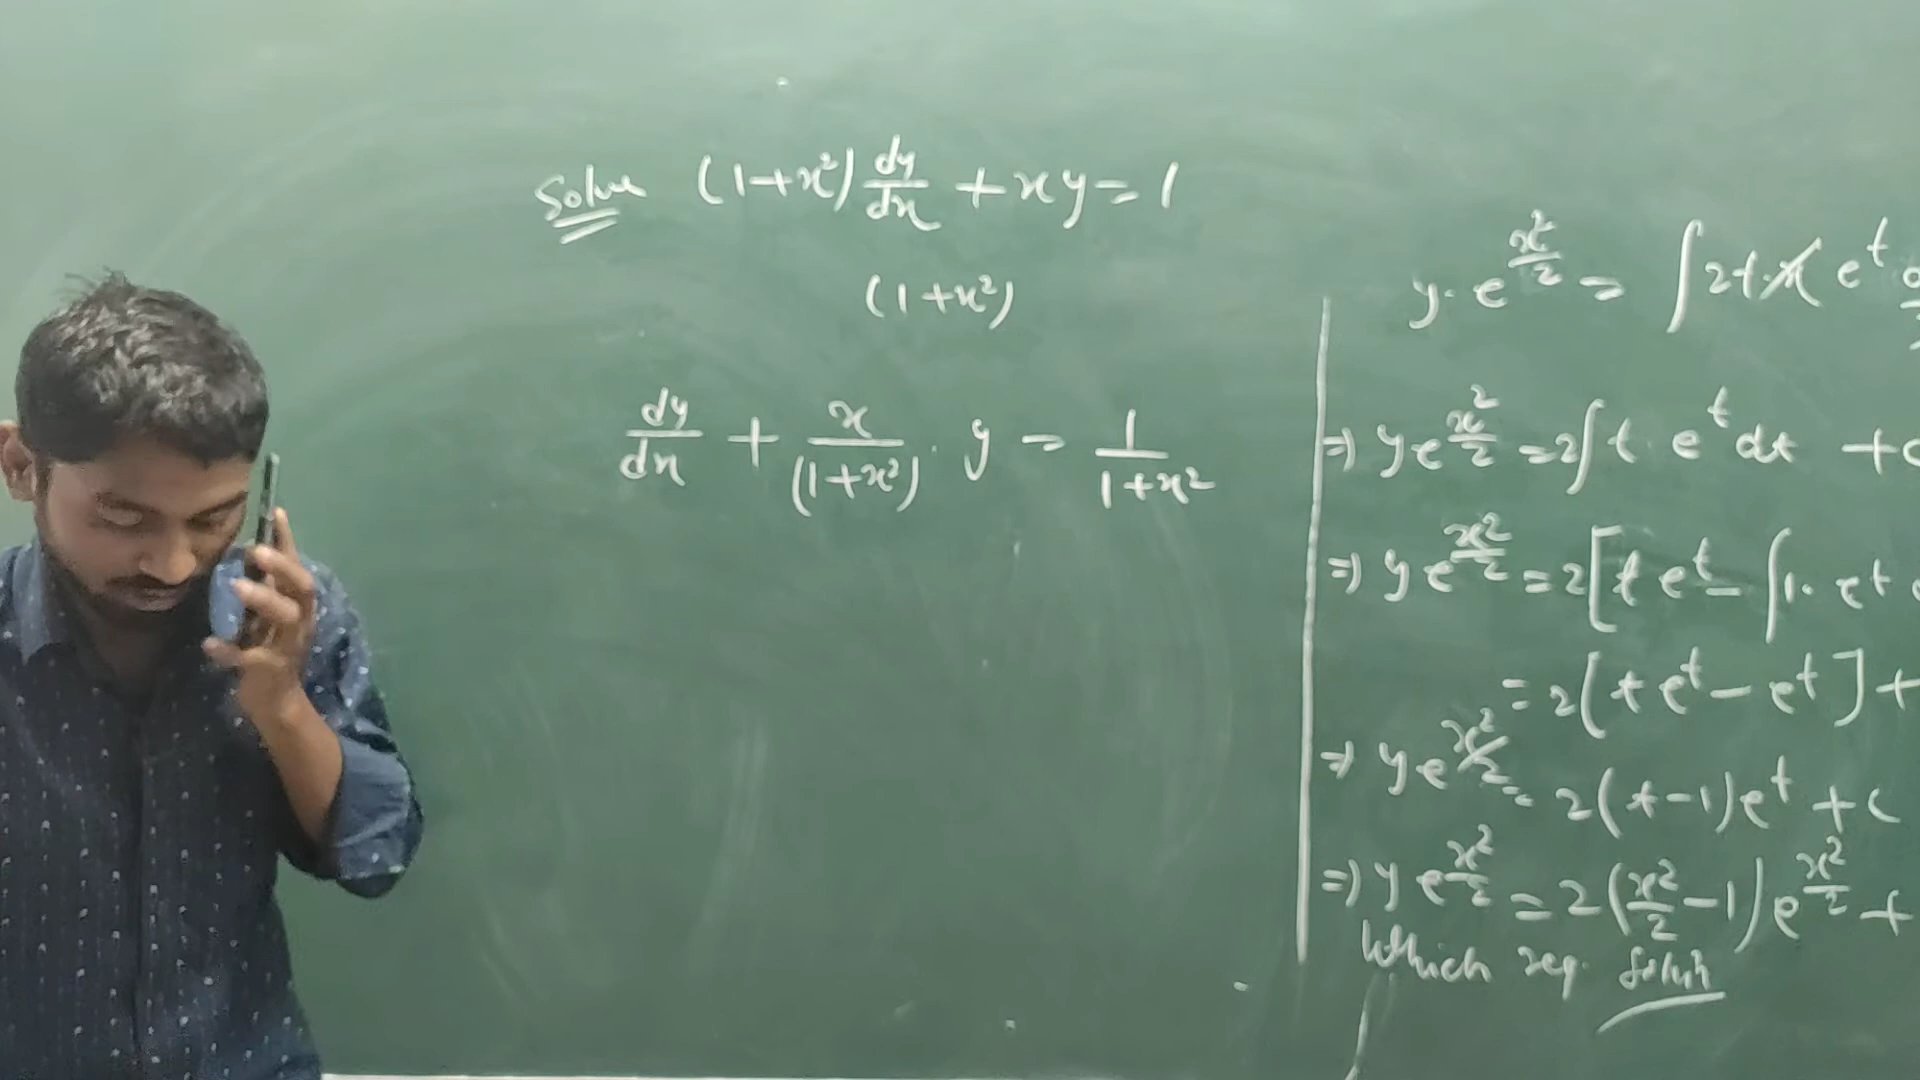 Solve (1+x²) dy/dx + xy = 1
(1+x²)
dy/dx + x/(1+x²) · y = 1/1+x²
y·e^x²/2 = ∫2t·x e^t
⇒ y e^x²/2 = 2∫t·e^t dt + c
⇒ y e^x²/2 = 2[t e^t - ∫1·e^t
= 2(t e^t - e^t] +
⇒ y e^x²/2 = 2(t-1)e^t + c
⇒ y e^x²/2 = 2(x²/2 - 1)e^x²/2 +
Which req. Solun